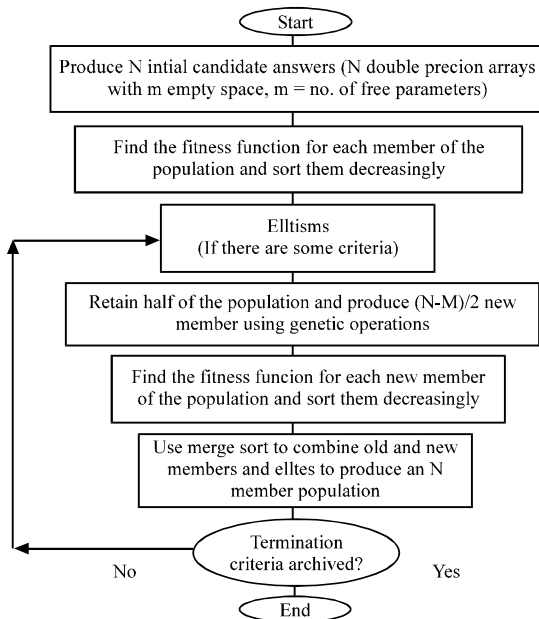 Start
Produce N intial candidate answers (N double precion arrays
with m empty space, m = no. of free parameters)
Find the fitness function for each member of the
population and sort them decreasingly
Elltisms
(If there are some criteria)
Retain half of the population and produce (N-M)/2 new
member using genetic operations
Find the fitness funcion for each new member
of the population and sort them decreasingly
Use merge sort to combine old and new
members and elltes to produce an N
member population
Termination
criteria archived?
No
Yes
End